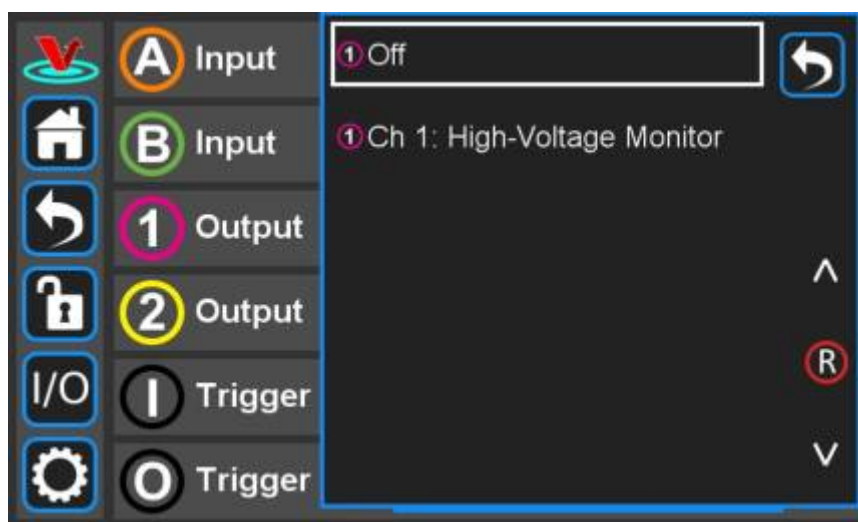 A Input
B Input
1 Output
2 Output
I/O
I Trigger
O Trigger
1 Off
1 Ch 1: High-Voltage Monitor
R